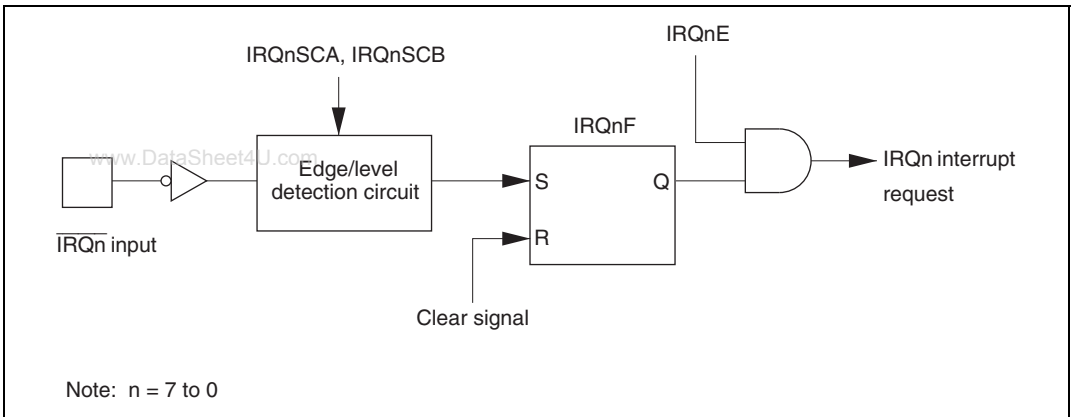 IRQnE
IRQnSCA, IRQnSCB
IRQnF
www.DataSheet4U.com
Edge/level
detection circuit
S
Q
IRQn interrupt
request
R
I̅R̅Q̅n̅ input
Clear signal
Note: n = 7 to 0